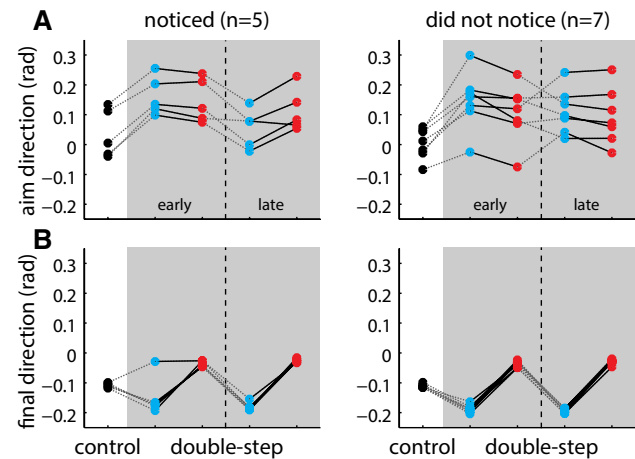 A noticed (n=5) did not notice (n=7)
aim direction (rad)
0.3 0.3
0.2 0.2
0.1 0.1
0 0
−0.1 −0.1
−0.2 −0.2
early late early late
B
final direction (rad)
0.3 0.3
0.2 0.2
0.1 0.1
0 0
−0.1 −0.1
−0.2 −0.2
control double-step control double-step